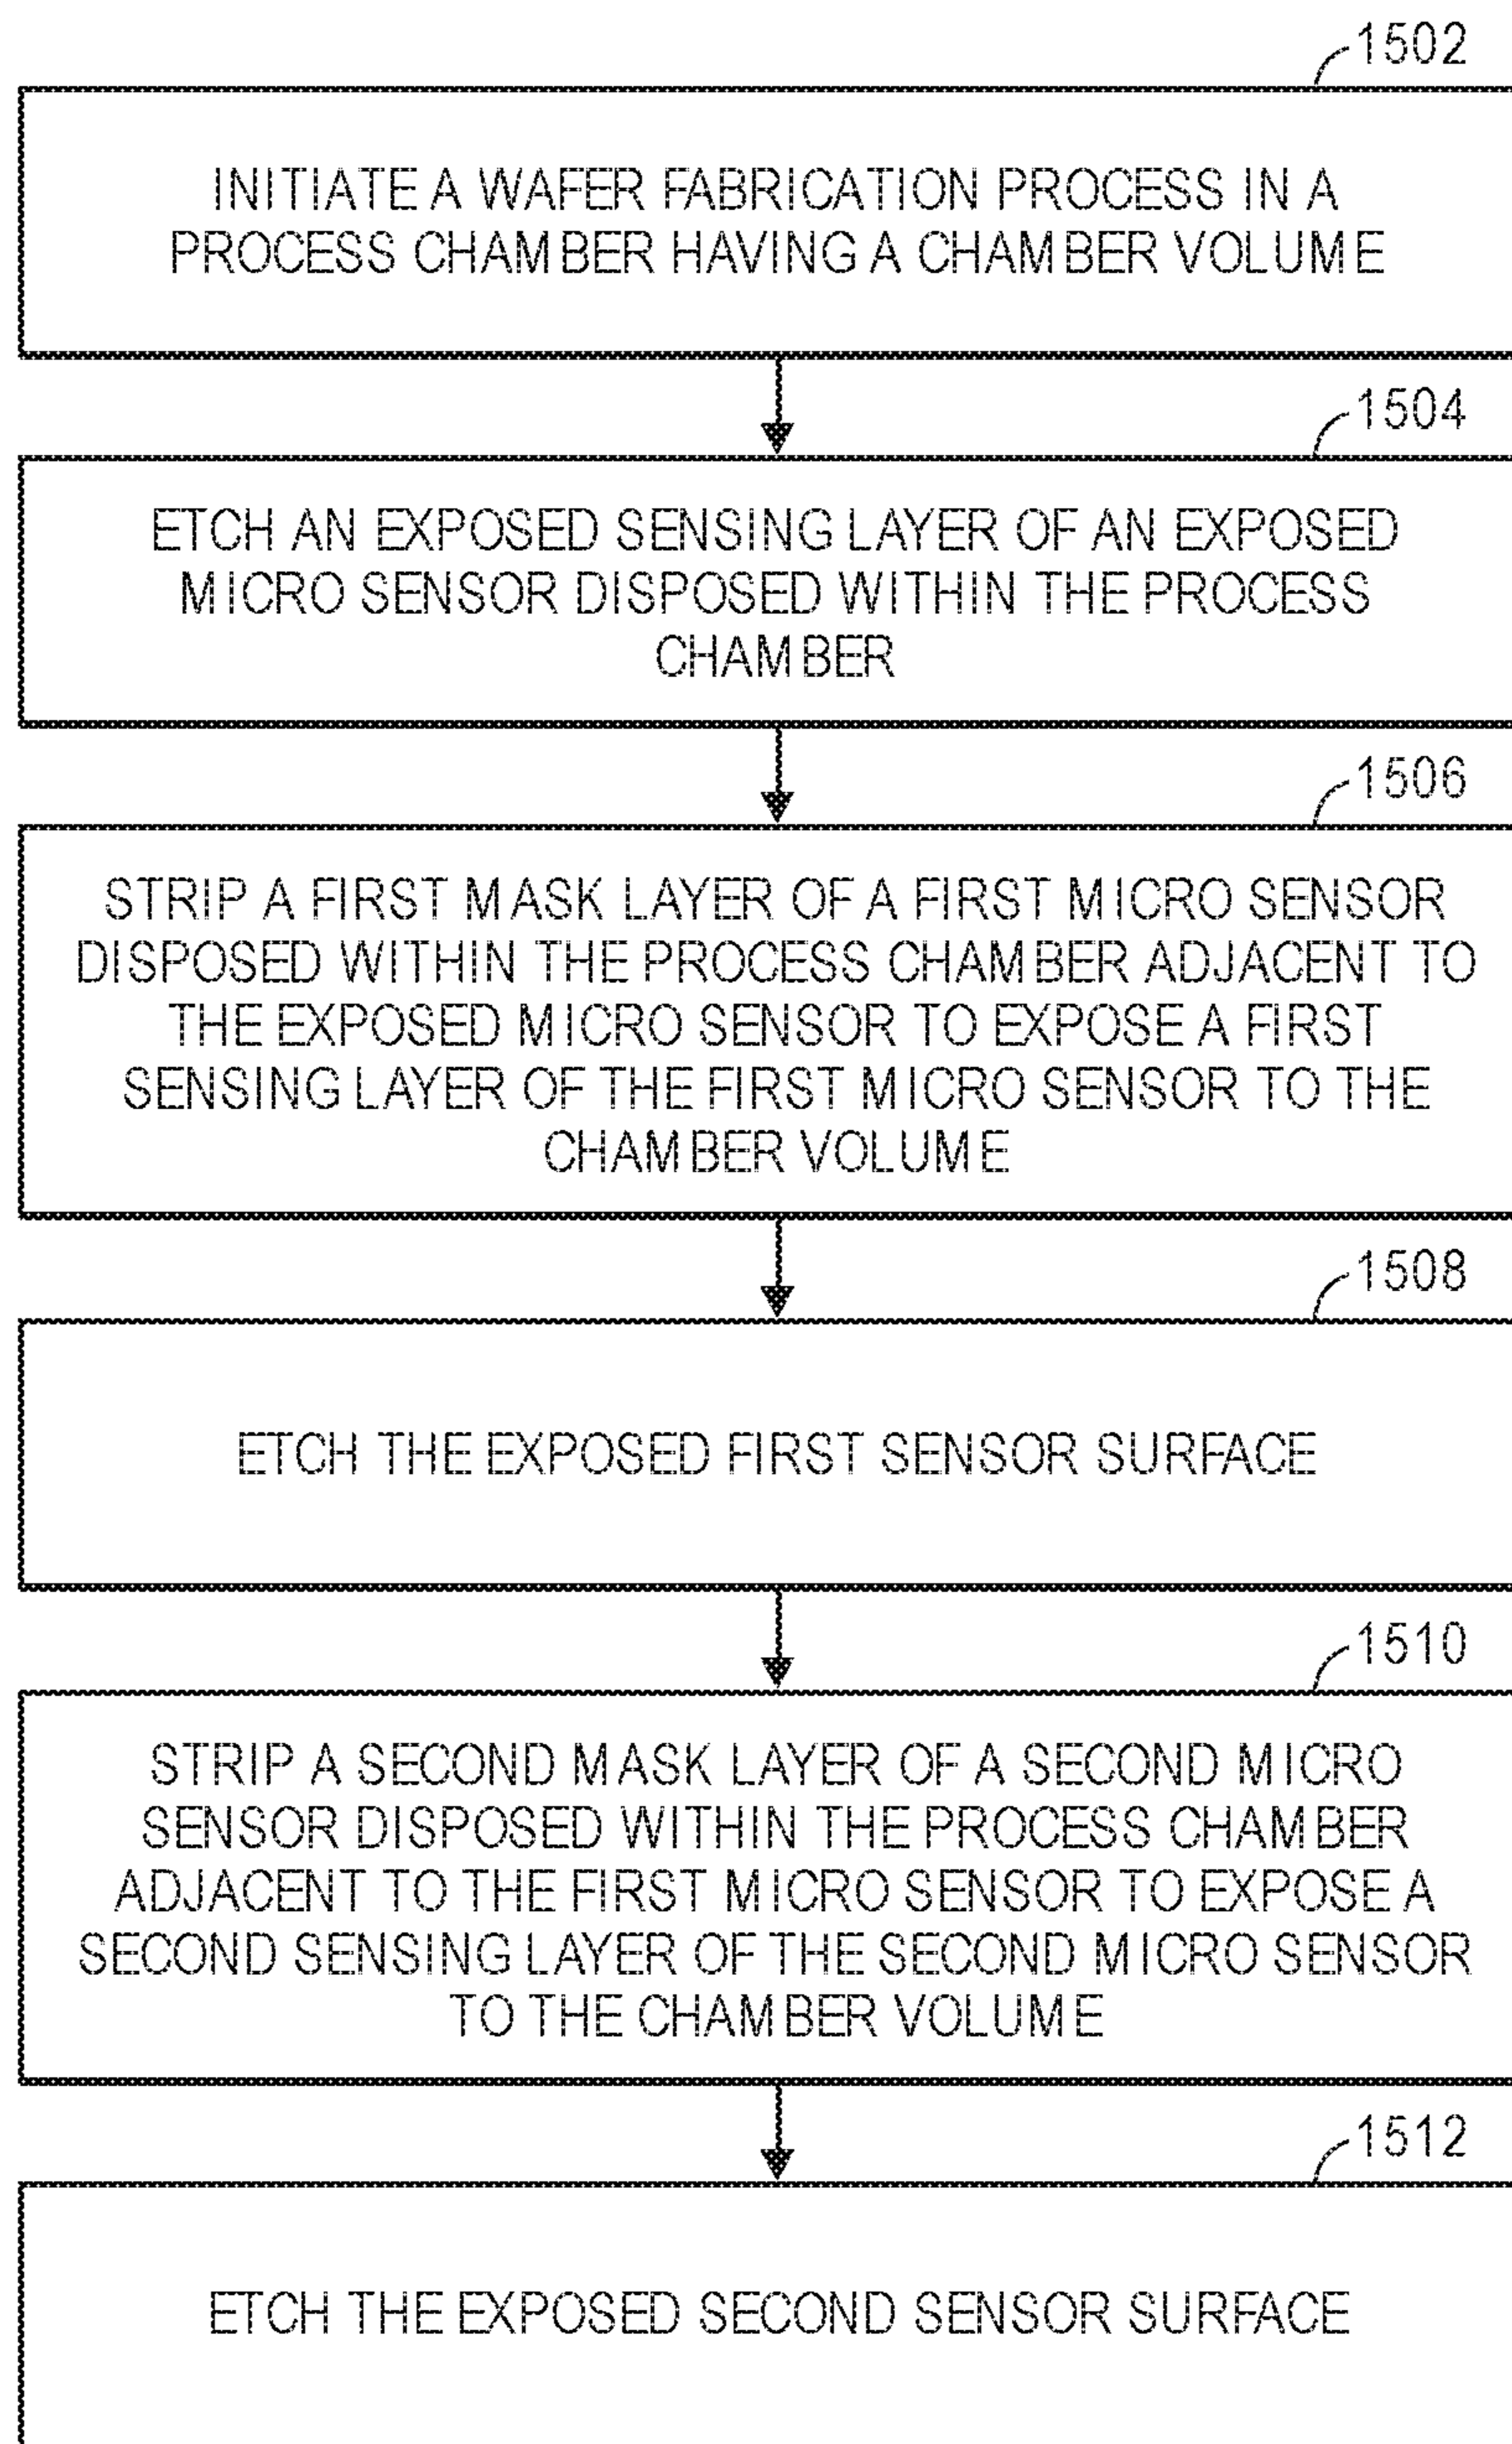 1502
INITIATE A WAFER FABRICATION PROCESS IN A
PROCESS CHAMBER HAVING A CHAMBER VOLUME
1504
ETCH AN EXPOSED SENSING LAYER OF AN EXPOSED
MICRO SENSOR DISPOSED WITHIN THE PROCESS
CHAMBER
1506
STRIP A FIRST MASK LAYER OF A FIRST MICRO SENSOR
DISPOSED WITHIN THE PROCESS CHAMBER ADJACENT TO
THE EXPOSED MICRO SENSOR TO EXPOSE A FIRST
SENSING LAYER OF THE FIRST MICRO SENSOR TO THE
CHAMBER VOLUME
1508
ETCH THE EXPOSED FIRST SENSOR SURFACE
1510
STRIP A SECOND MASK LAYER OF A SECOND MICRO
SENSOR DISPOSED WITHIN THE PROCESS CHAMBER
ADJACENT TO THE FIRST MICRO SENSOR TO EXPOSE A
SECOND SENSING LAYER OF THE SECOND MICRO SENSOR
TO THE CHAMBER VOLUME
1512
ETCH THE EXPOSED SECOND SENSOR SURFACE